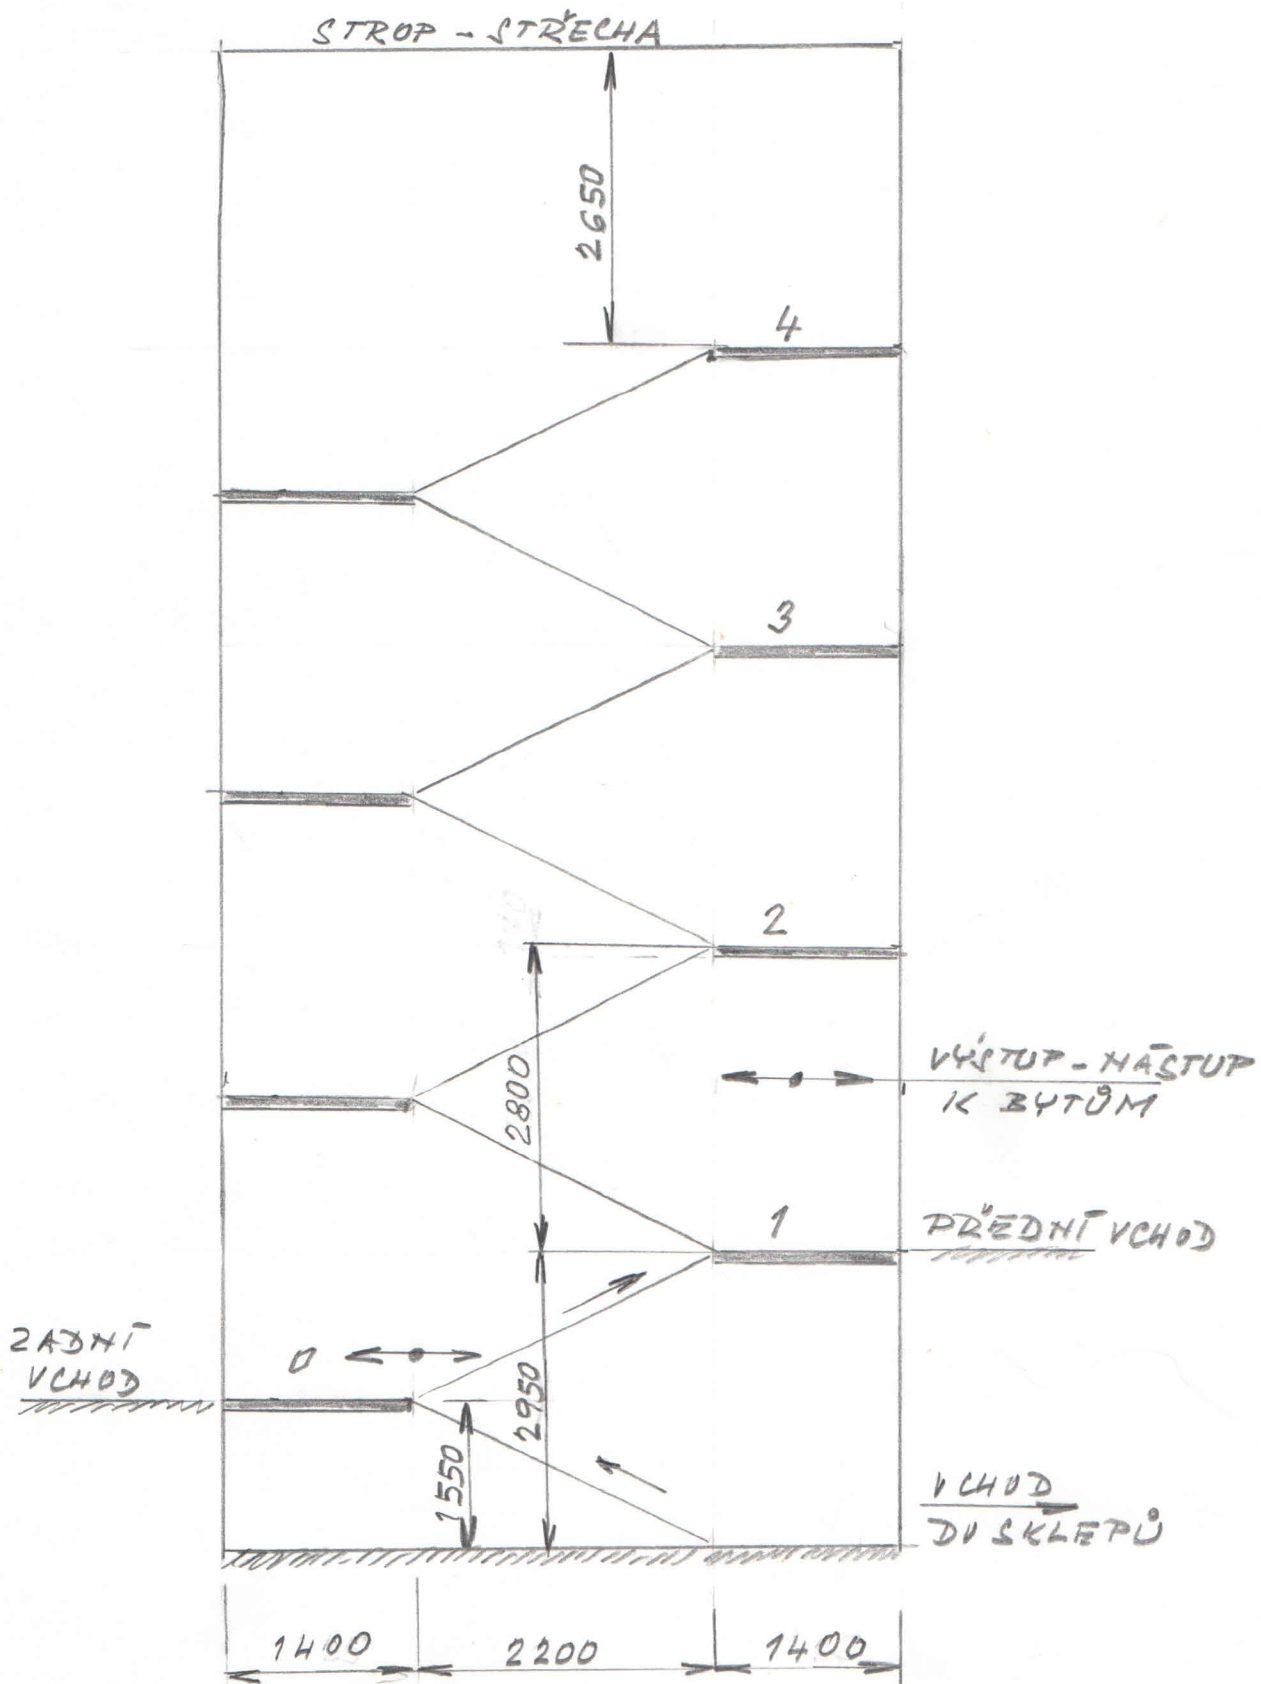 STROP - STŘECHA
2650
4
3
2
2800
VÝSTUP - NÁSTUP
K BYTŮM
1
PŘEDNÍ VCHOD
ZADNÍ
VCHOD
0
2950
1550
VCHOD
DO SKLEPŮ
1400
2200
1400